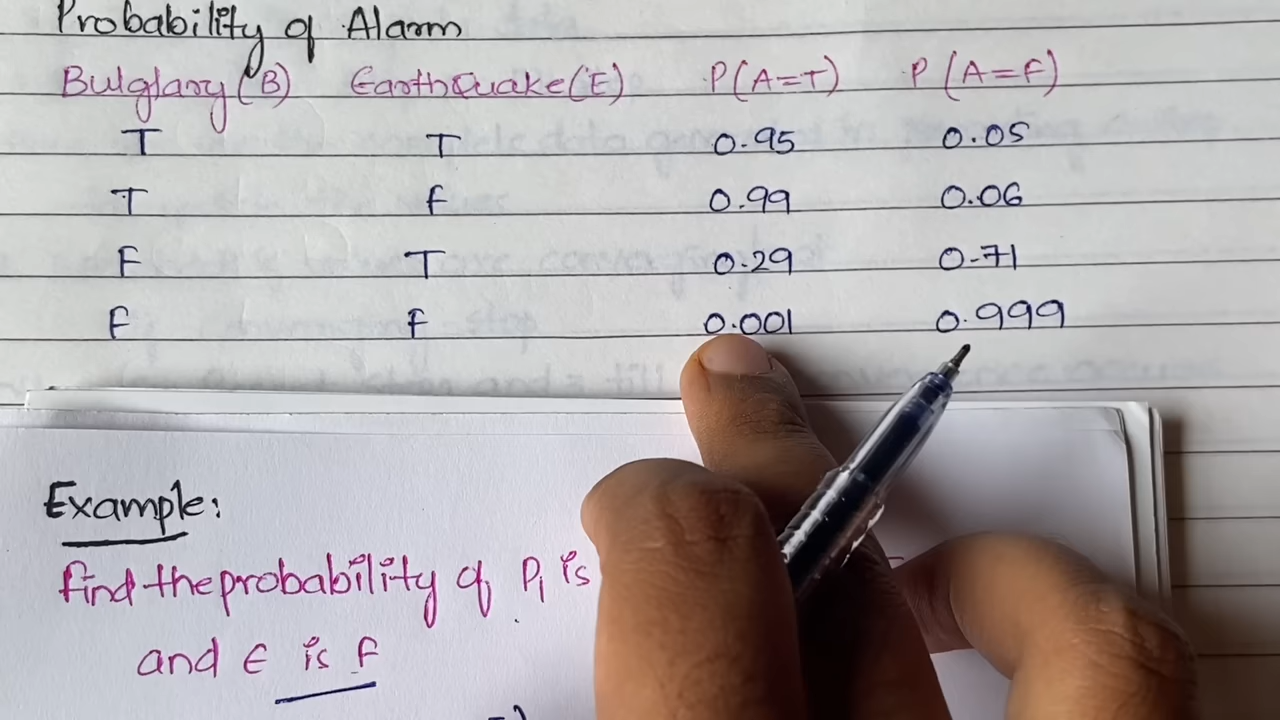 Probability of Alarm
Bulglary(B) Earthquake(E) P(A=T) P(A=F)
T T 0.95 0.05
T F 0.99 0.06
F T 0.29 0.71
F F 0.001 0.999
Example:
find the probability of P1 is
and E is F